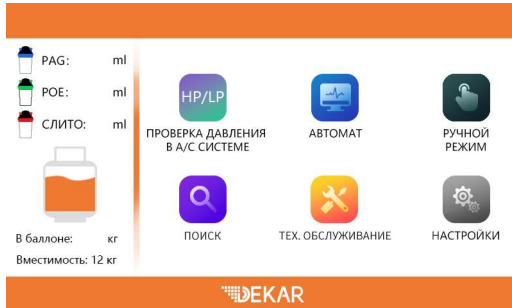 PAG: ml
POE: ml
СЛИТО: ml
В баллоне: кг
Вместимость: 12 кг
HP/LP
ПРОВЕРКА ДАВЛЕНИЯ
В А/С СИСТЕМЕ
АВТОМАТ
РУЧНОЙ
РЕЖИМ
ПОИСК
ТЕХ. ОБСЛУЖИВАНИЕ
НАСТРОЙКИ
DEKAR